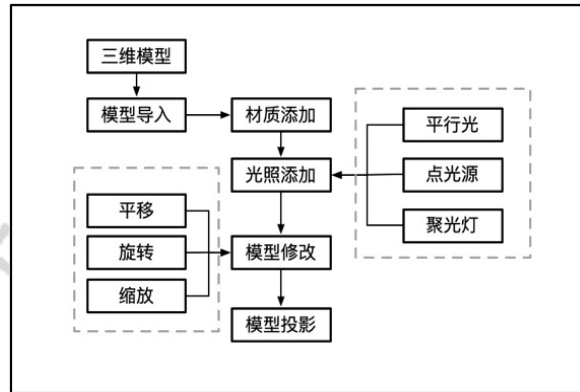 三维模型
模型导入
材质添加
光照添加
平行光
点光源
聚光灯
平移
旋转
缩放
模型修改
模型投影